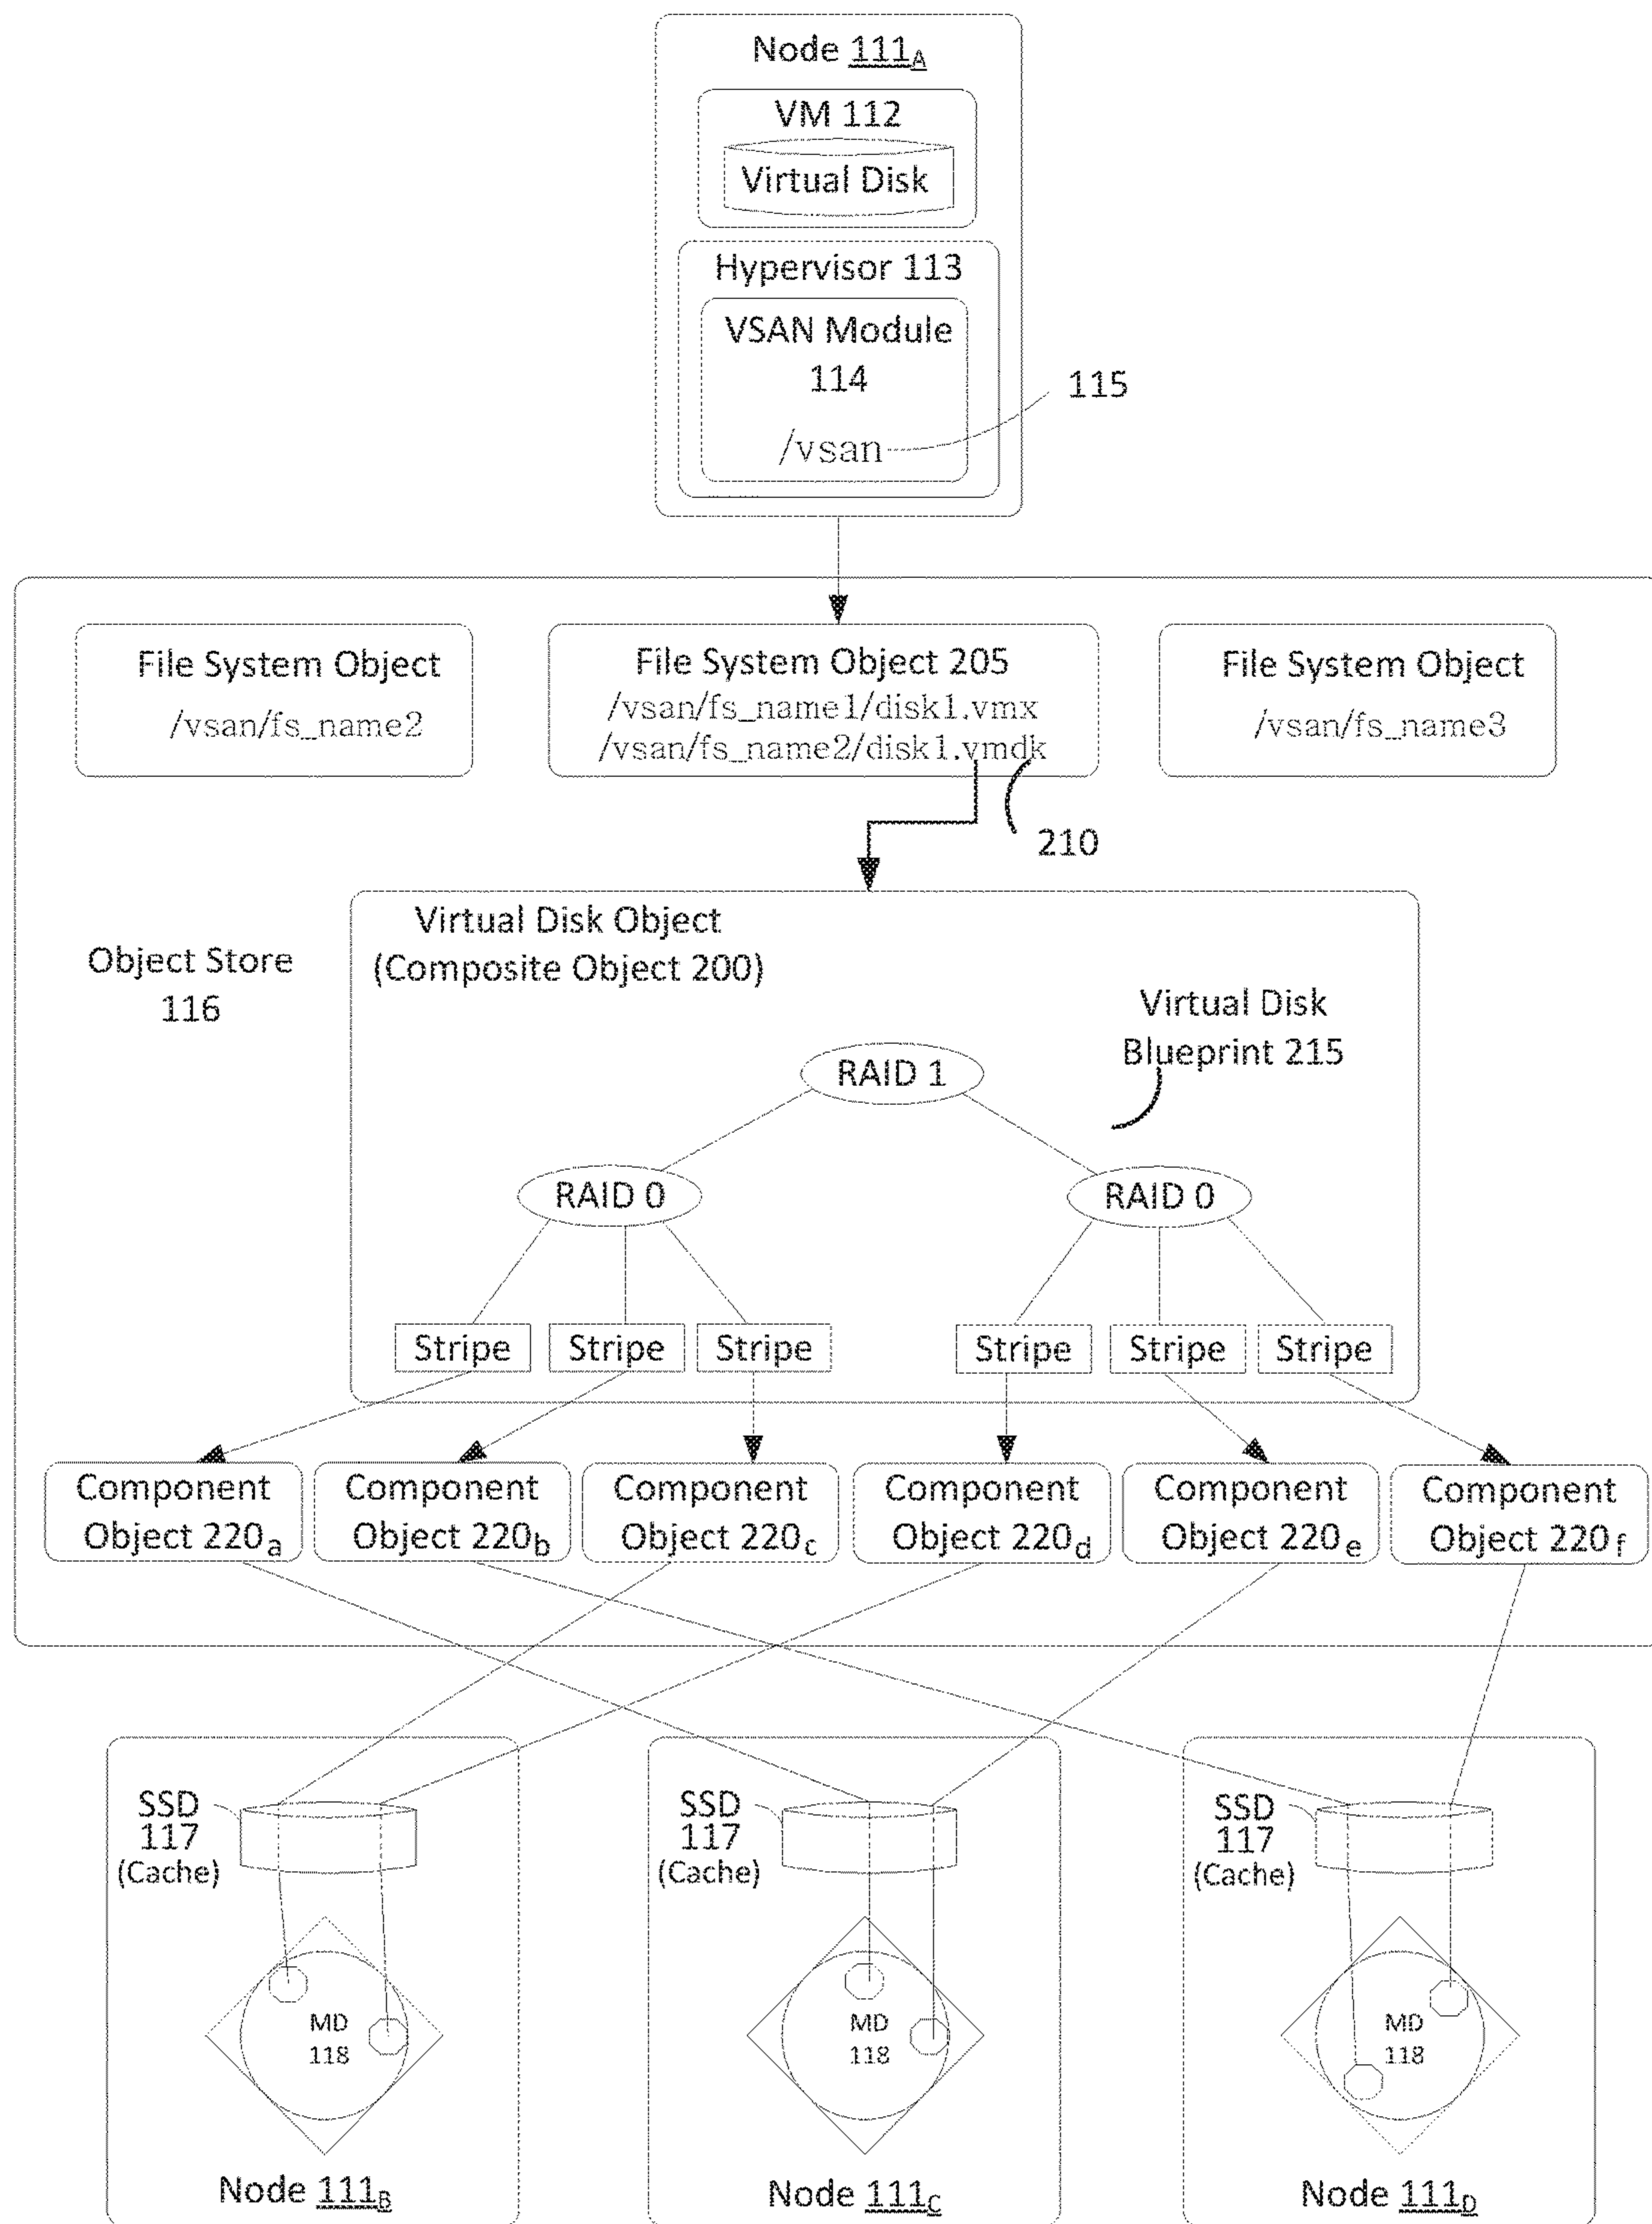 Node 111A
VM 112
Virtual Disk
Hypervisor 113
VSAN Module
114
/vsan
115
File System Object
/vsan/fs_name2
File System Object 205
/vsan/fs_name1/disk1.vmx
/vsan/fs_name2/disk1.vmdk
File System Object
/vsan/fs_name3
210
Object Store
116
Virtual Disk Object
(Composite Object 200)
Virtual Disk
Blueprint 215
RAID 1
RAID 0
RAID 0
Stripe
Stripe
Stripe
Stripe
Stripe
Stripe
Component
Object 220a
Component
Object 220b
Component
Object 220c
Component
Object 220d
Component
Object 220e
Component
Object 220f
SSD
117
(Cache)
MD
118
Node 111B
SSD
117
(Cache)
MD
118
Node 111C
SSD
117
(Cache)
MD
118
Node 111D